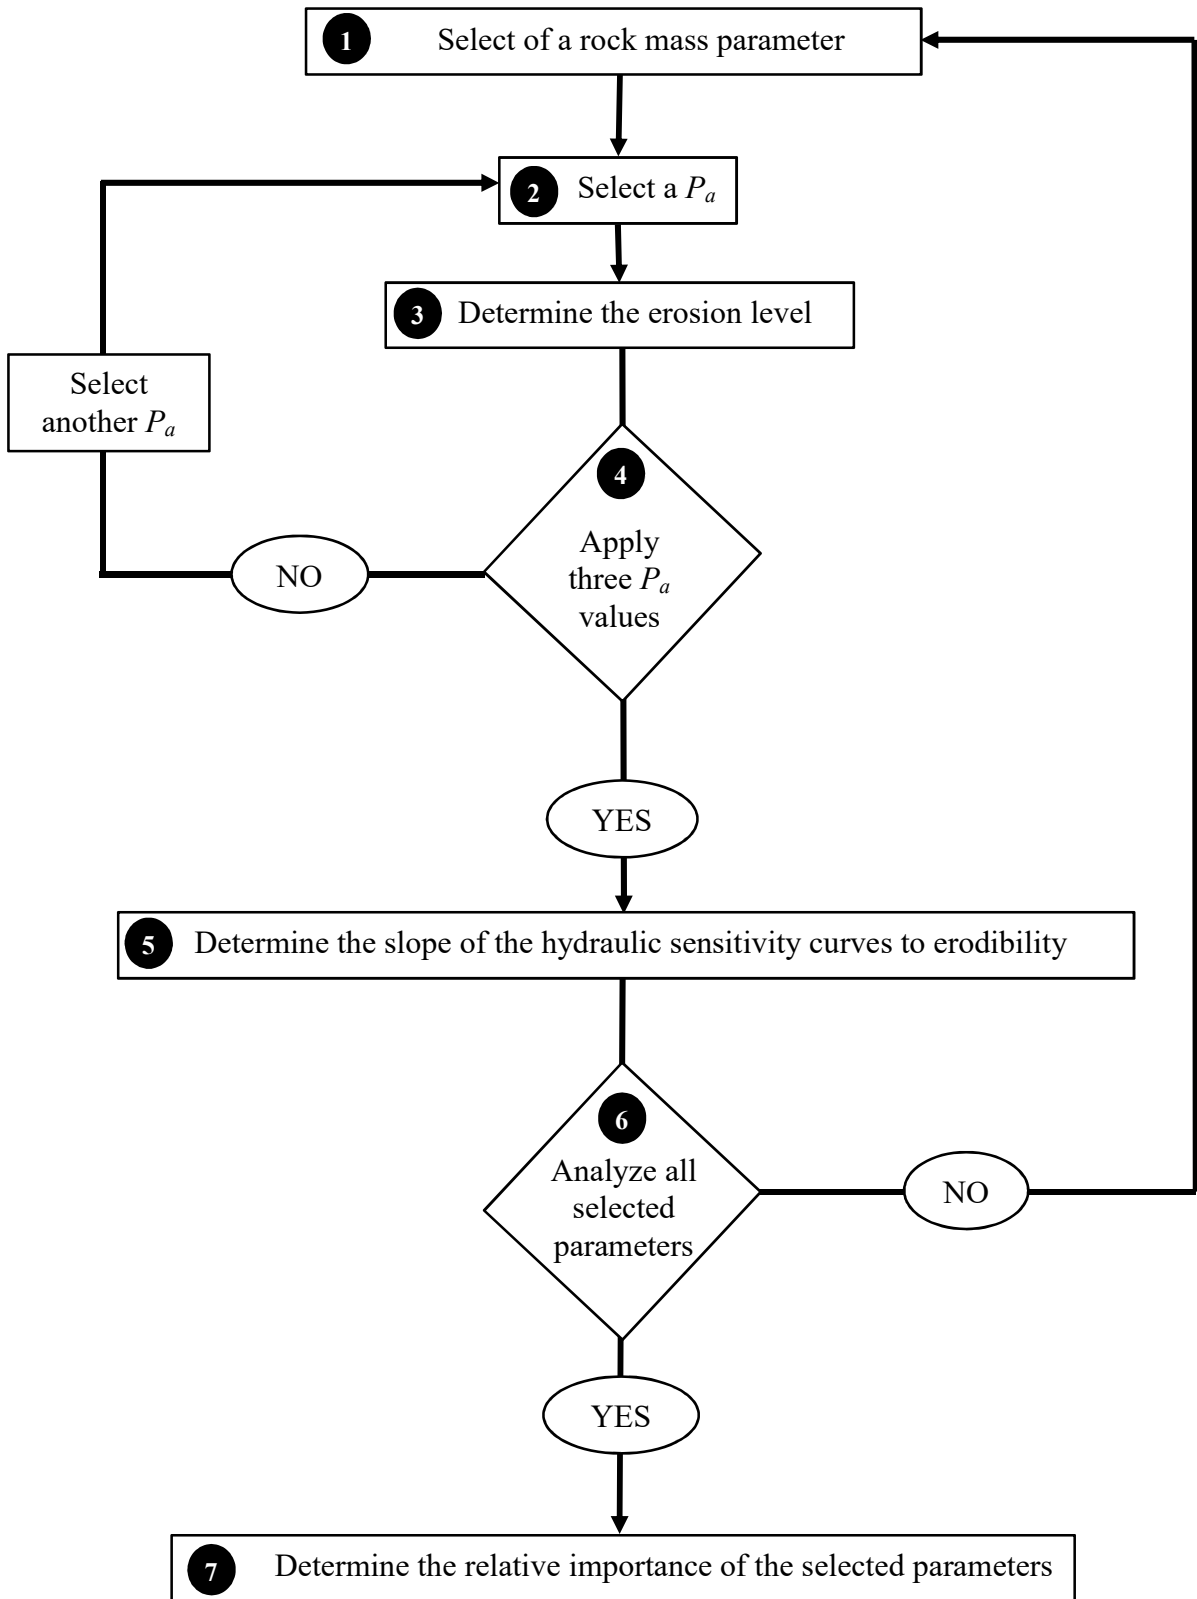 1 Select of a rock mass parameter
2 Select a Pa
3 Determine the erosion level
Select
another Pa
4
Apply
three Pa
values
NO
YES
5 Determine the slope of the hydraulic sensitivity curves to erodibility
6
Analyze all
selected
parameters
NO
YES
7 Determine the relative importance of the selected parameters